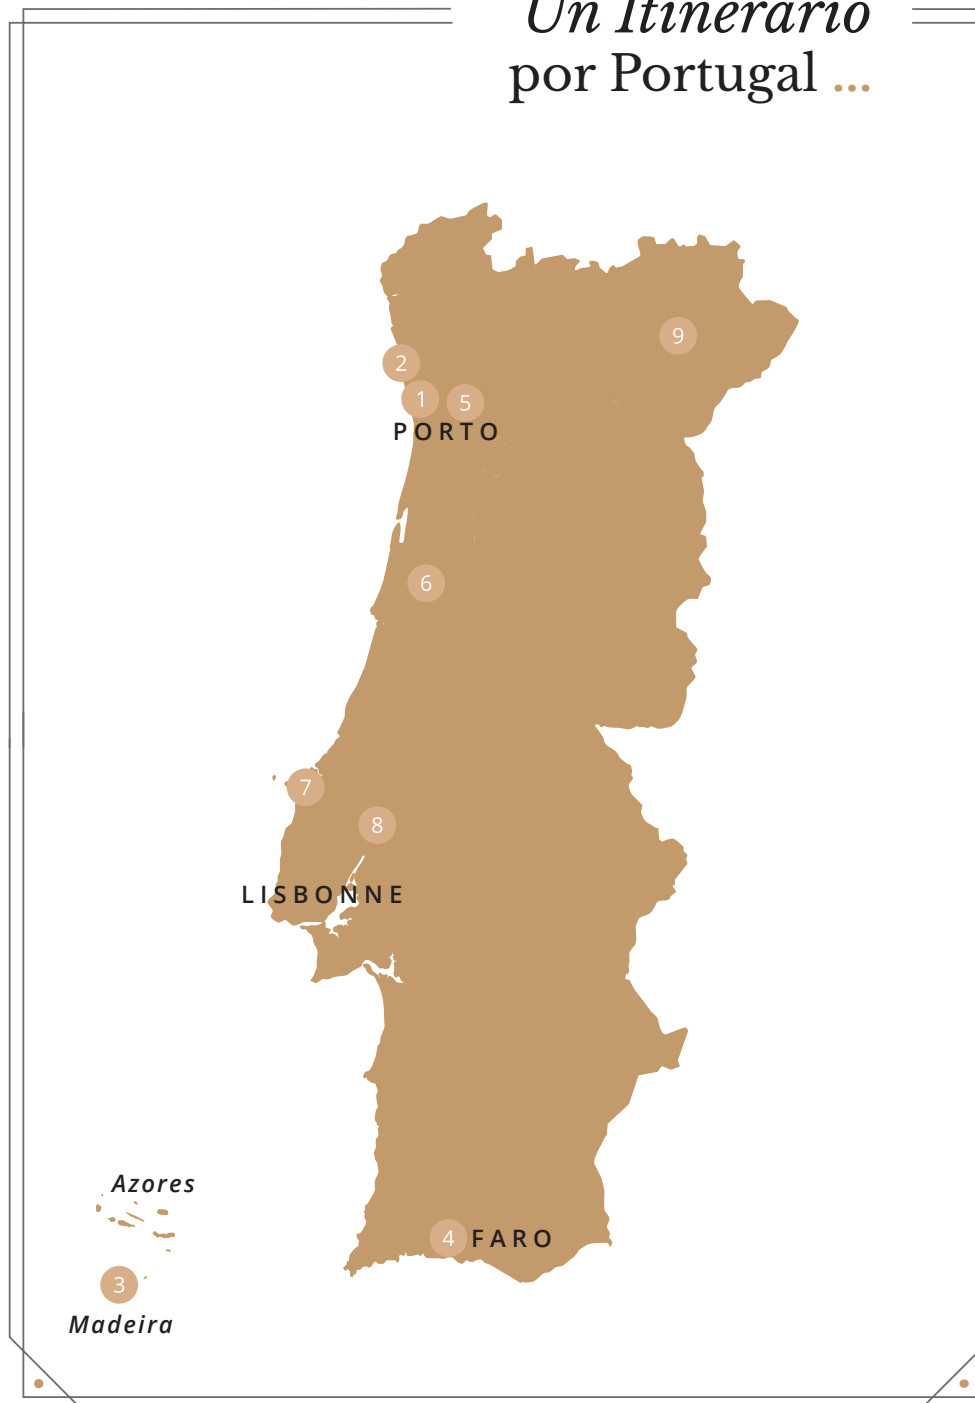 Un Itinerario
por Portugal ...
9
2
1
5
PORTO
6
7
8
LISBONNE
Azores
4 FARO
3
Madeira